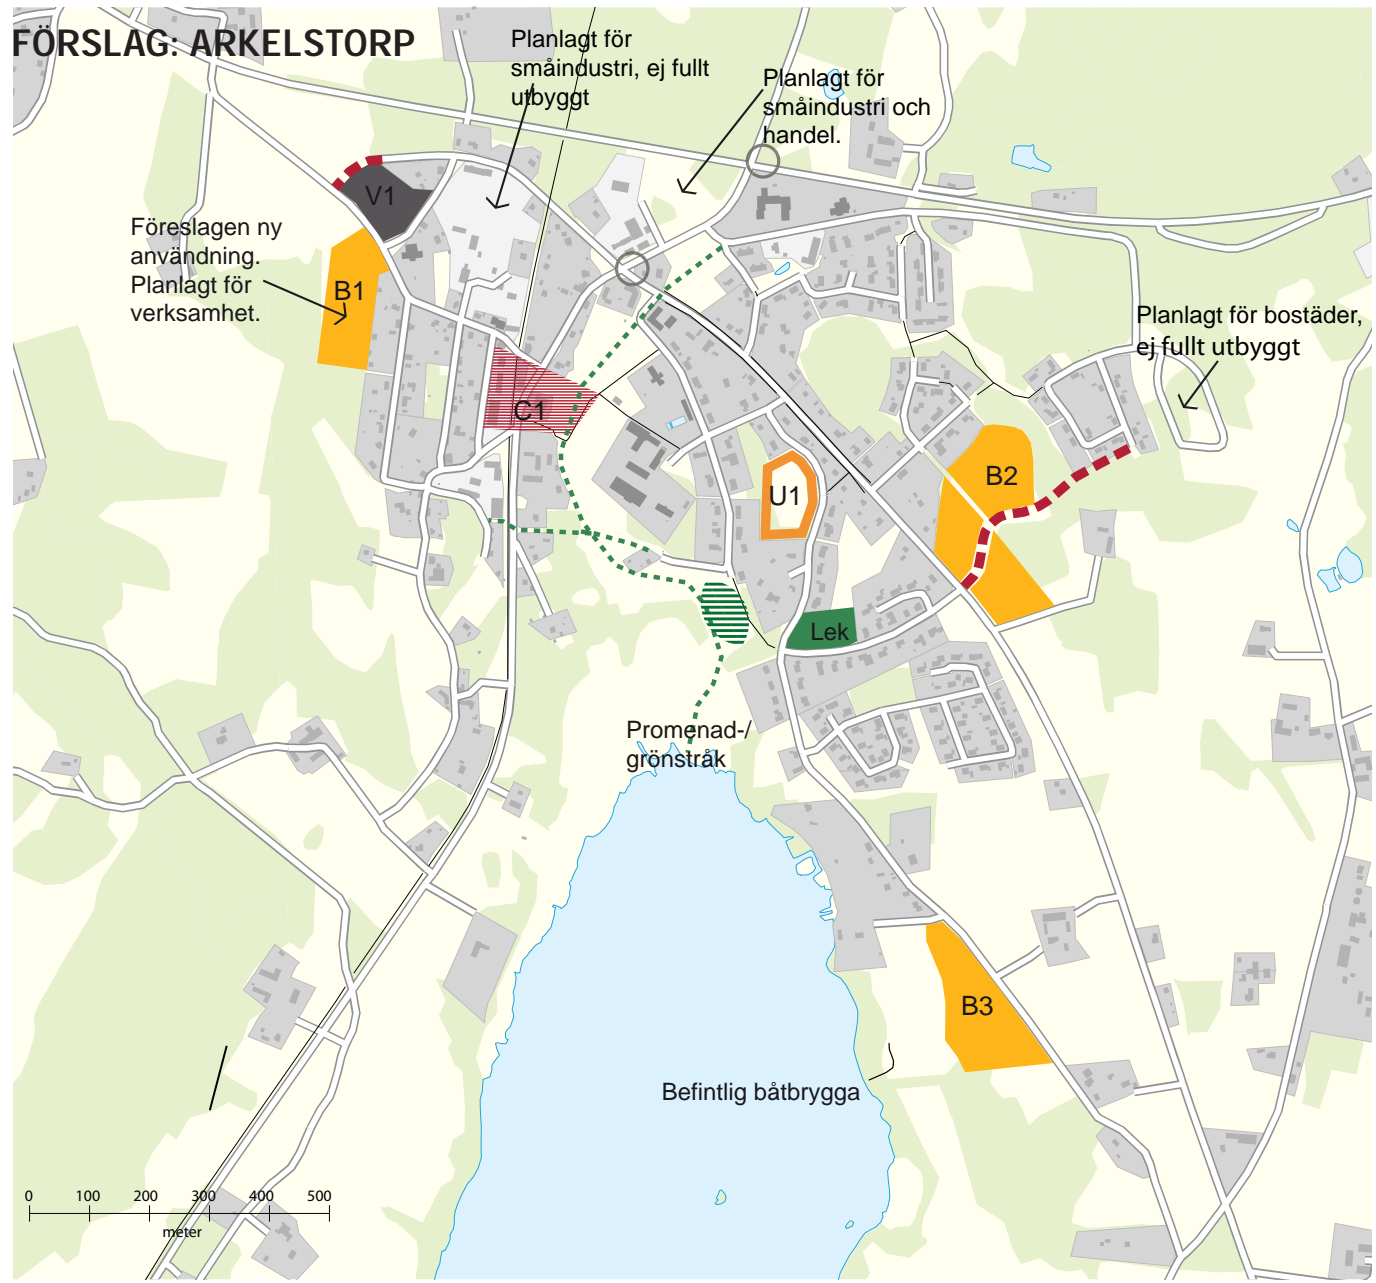 FÖRSLAG: ARKELSTORP
Planlagt för
småindustri, ej fullt
utbyggt
Planlagt för
småindustri och
handel.
V1
Föreslagen ny
användning.
Planlagt för
verksamhet.
B1
Planlagt för bostäder,
ej fullt utbyggt
C1
B2
U1
Lek
Promenad-/
grönstråk
B3
Befintlig båtbrygga
0 100 200 300 400 500
meter